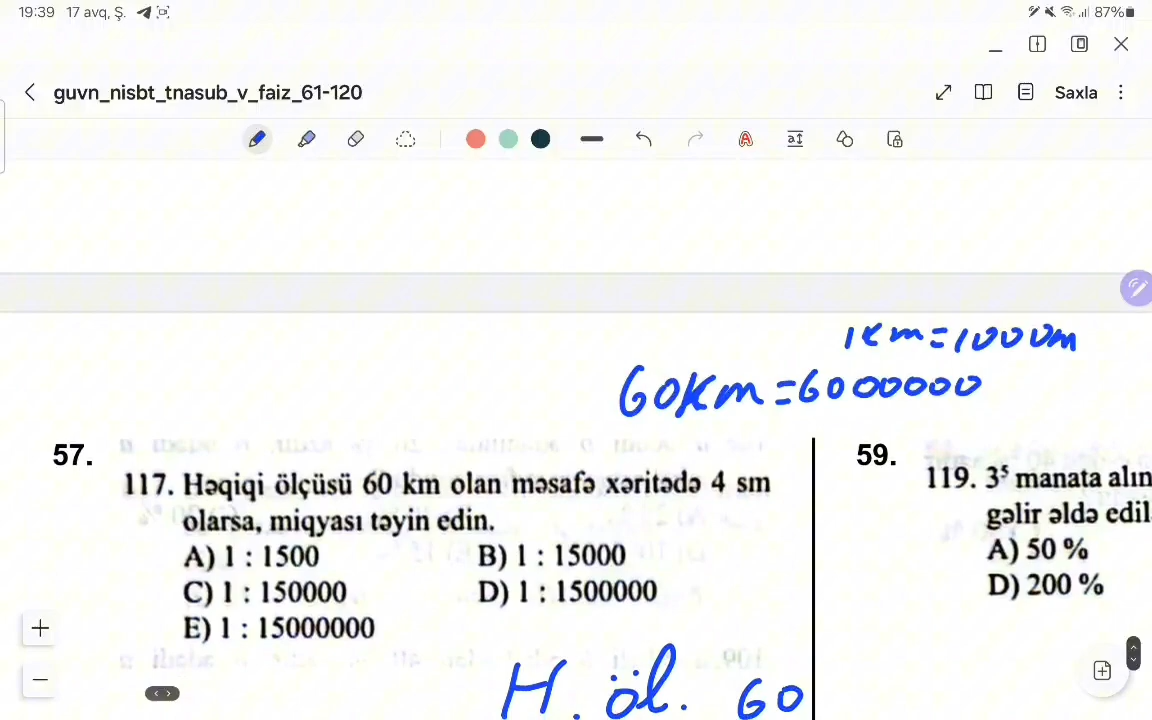 19:39 17 avq, Ş. 87%
guvn_nisbt_tnasub_v_faiz_61-120
Saxla
1km=1000m
60km=6000000
57.
117. Həqiqi ölçüsü 60 km olan məsafə xəritədə 4 sm
olarsa, miqyası təyin edin.
A) 1 : 1500 B) 1 : 15000
C) 1 : 150000 D) 1 : 1500000
E) 1 : 15000000
H. öl. 60
59.
119. 3⁵ manata alın
gəlir əldə edil
A) 50 %
D) 200 %